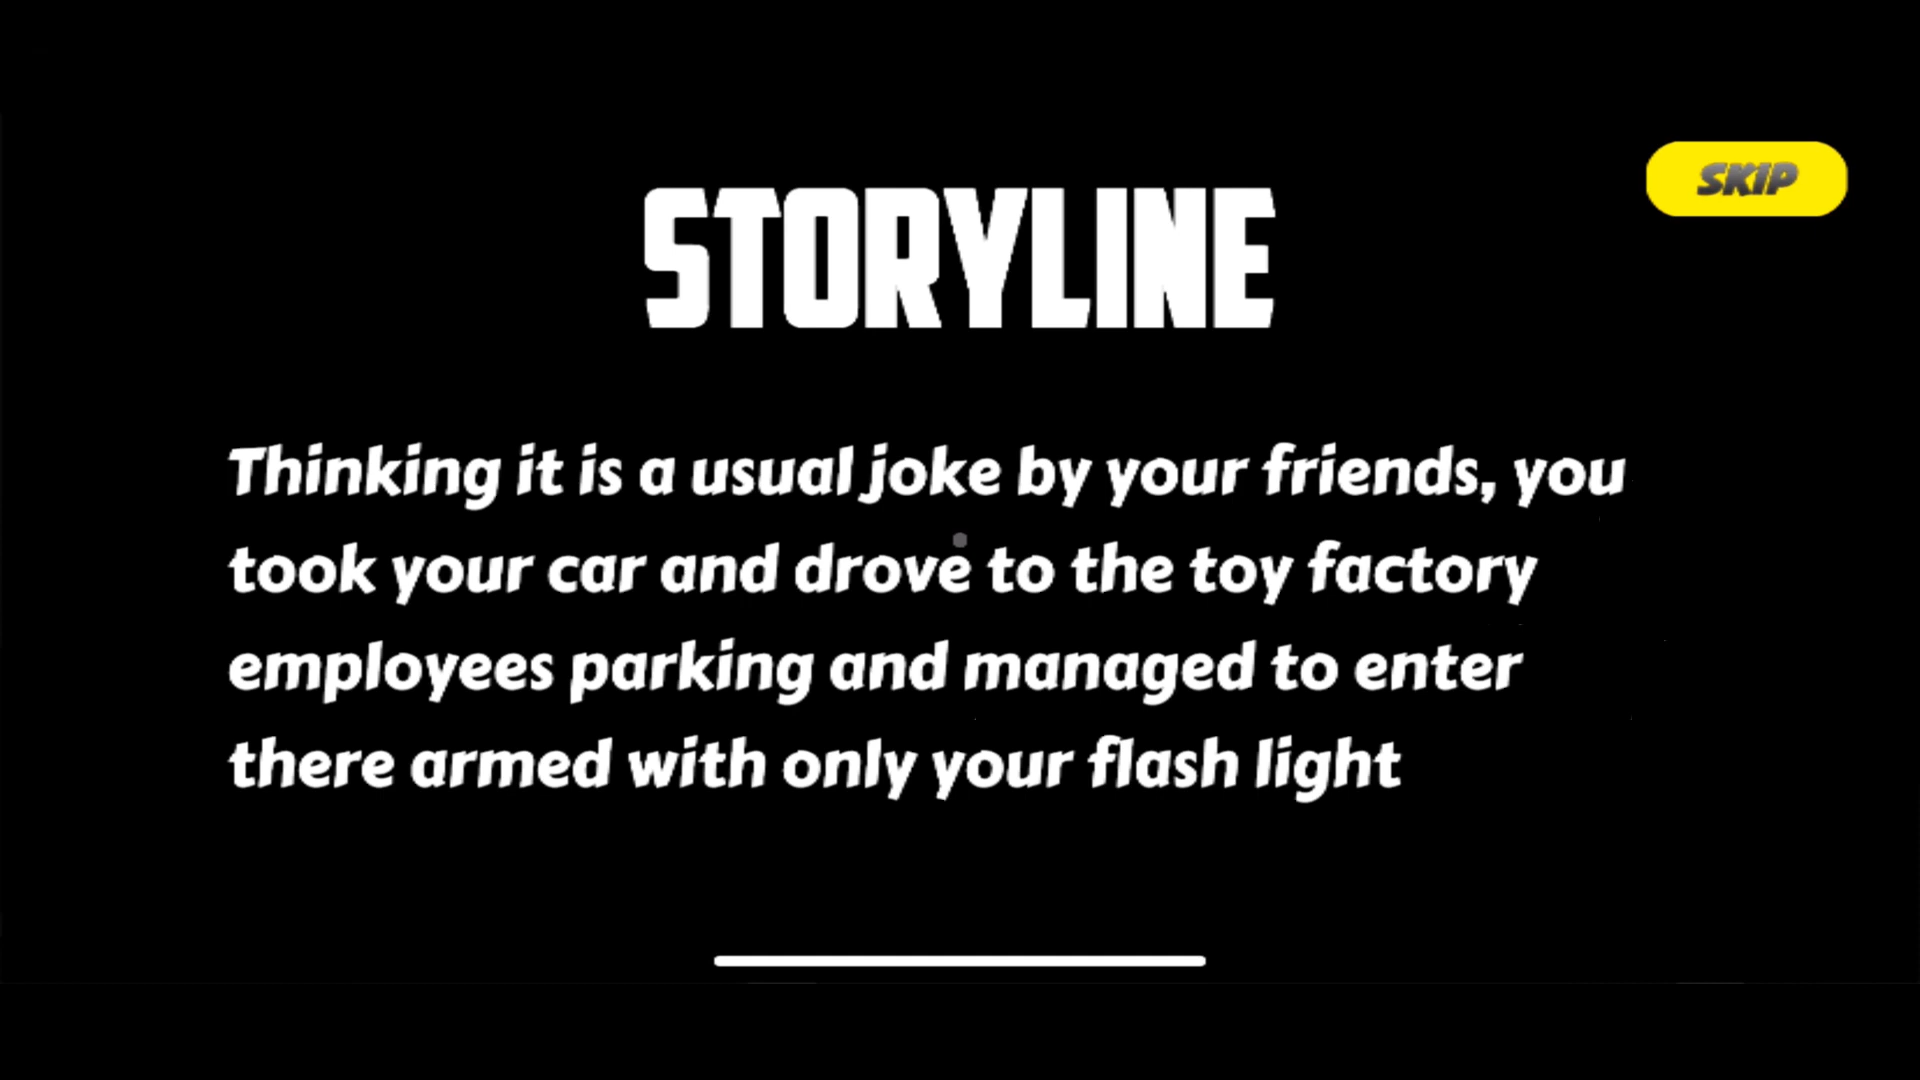 SKIP
STORYLINE
Thinking it is a usual joke by your friends, you
took your car and drove to the toy factory
employees parking and managed to enter
there armed with only your flash light